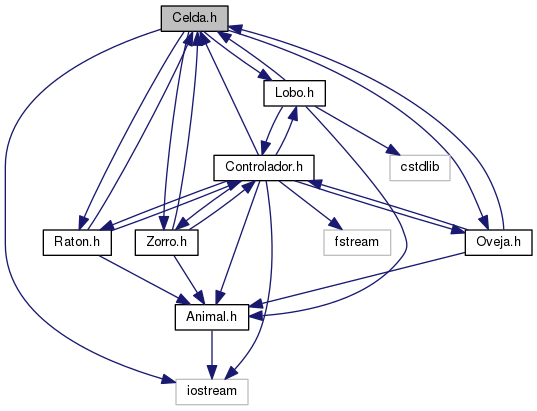 Celda.h
Lobo.h
Controlador.h
cstdlib
Raton.h
Zorro.h
fstream
Oveja.h
Animal.h
iostream